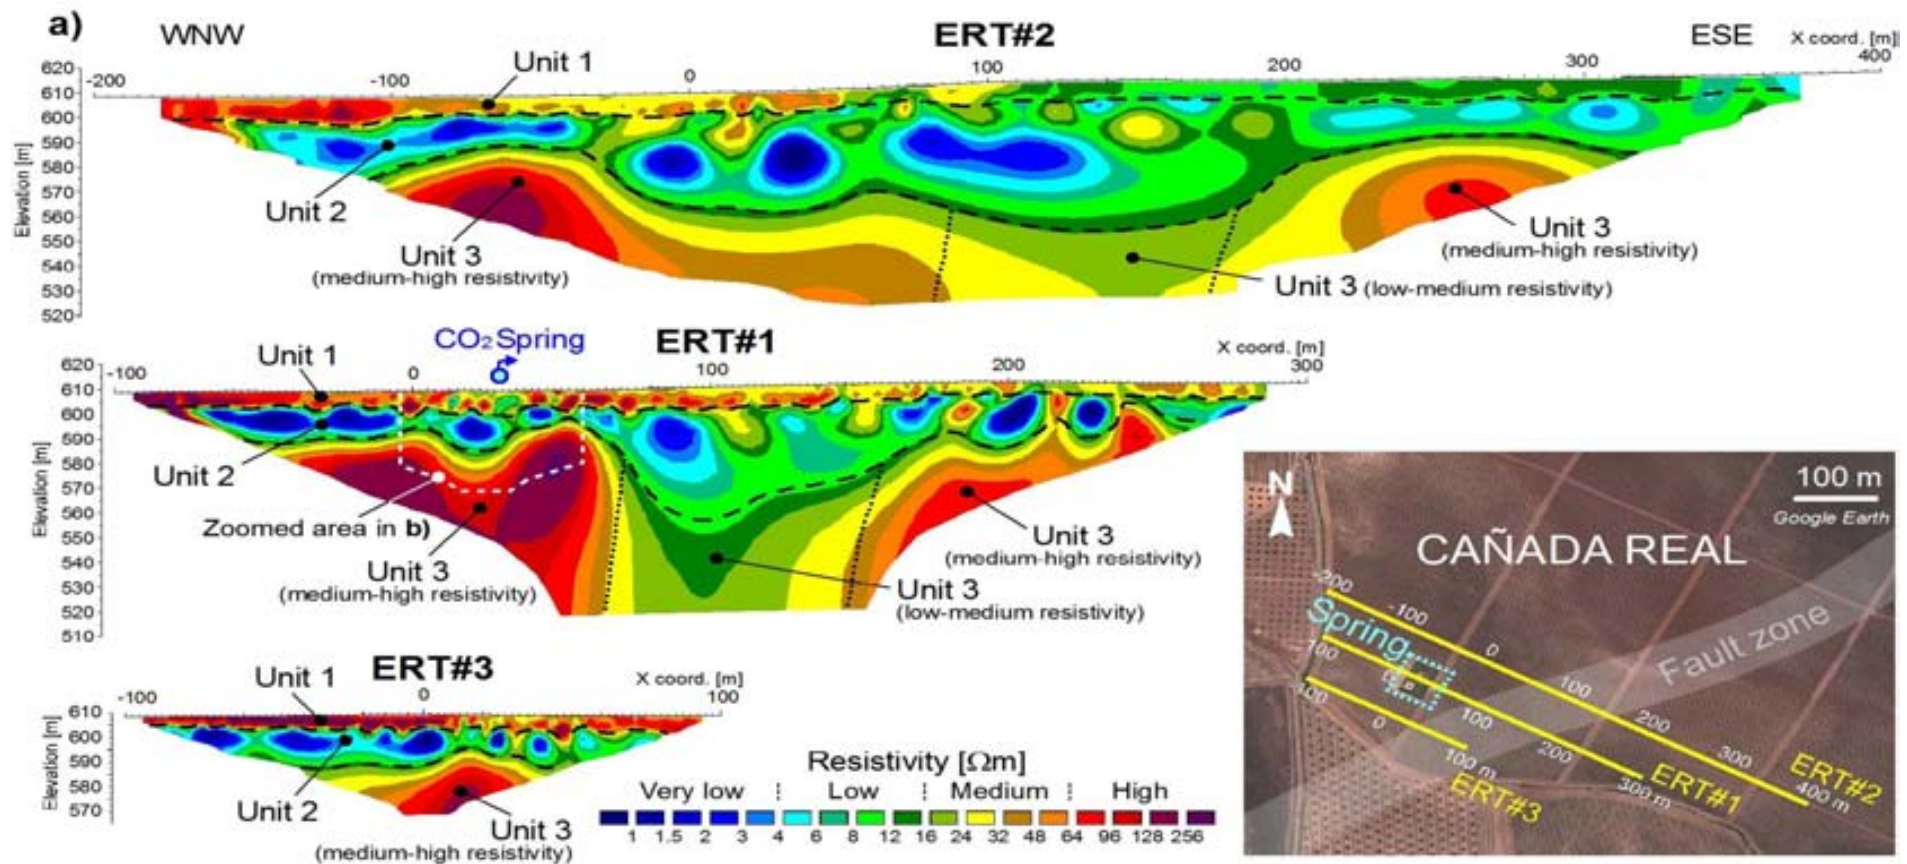 a)
WNW
ERT#2
ESE
X coord. [m]
-200 -100 0 100 200 300 400
Unit 1
620
610
600
590
580
570
560
550
540
530
520
Elevation [m]
Unit 2
Unit 3
(medium-high resistivity)
Unit 3
(medium-high resistivity)
Unit 3 (low-medium resistivity)
CO₂ Spring
ERT#1
X coord. [m]
-100 0 100 200 300
Unit 1
620
610
600
590
580
570
560
550
540
530
520
510
Elevation [m]
Unit 2
Zoomed area in b)
Unit 3
(medium-high resistivity)
Unit 3
(medium-high resistivity)
Unit 3
(low-medium resistivity)
ERT#3
X coord. [m]
-100 0 100
Unit 1
610
600
590
580
570
Elevation [m]
Unit 2
Unit 3
(medium-high resistivity)
Resistivity [Ωm]
Very low Low Medium High
1 1.5 2 3 4 6 8 12 16 24 32 48 64 96 128 256
N
100 m
Google Earth
CAÑADA REAL
Fault zone
Spring
-200 -100 0 100 200 300 400 m
ERT#2
100 100 200 300 m
ERT#1
100 0 100 m
ERT#3